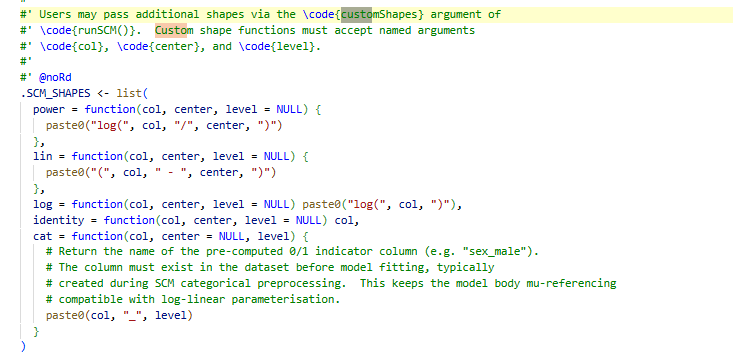 #' Users may pass additional shapes via the \code{customShapes} argument of
#' \code{runSCM()}.  Custom shape functions must accept named arguments
#' \code{col}, \code{center}, and \code{level}.
#'
#' @noRd
.SCM_SHAPES <- list(
  power = function(col, center, level = NULL) {
    paste0("log(", col, "/", center, ")")
  },
  lin = function(col, center, level = NULL) {
    paste0("(", col, " - ", center, ")")
  },
  log = function(col, center, level = NULL) paste0("log(", col, ")"),
  identity = function(col, center, level = NULL) col,
  cat = function(col, center = NULL, level) {
    # Return the name of the pre-computed 0/1 indicator column (e.g. "sex_male").
    # The column must exist in the dataset before model fitting, typically
    # created during SCM categorical preprocessing.  This keeps the model body mu-referencing
    # compatible with log-linear parameterisation.
    paste0(col, "_", level)
  }
)